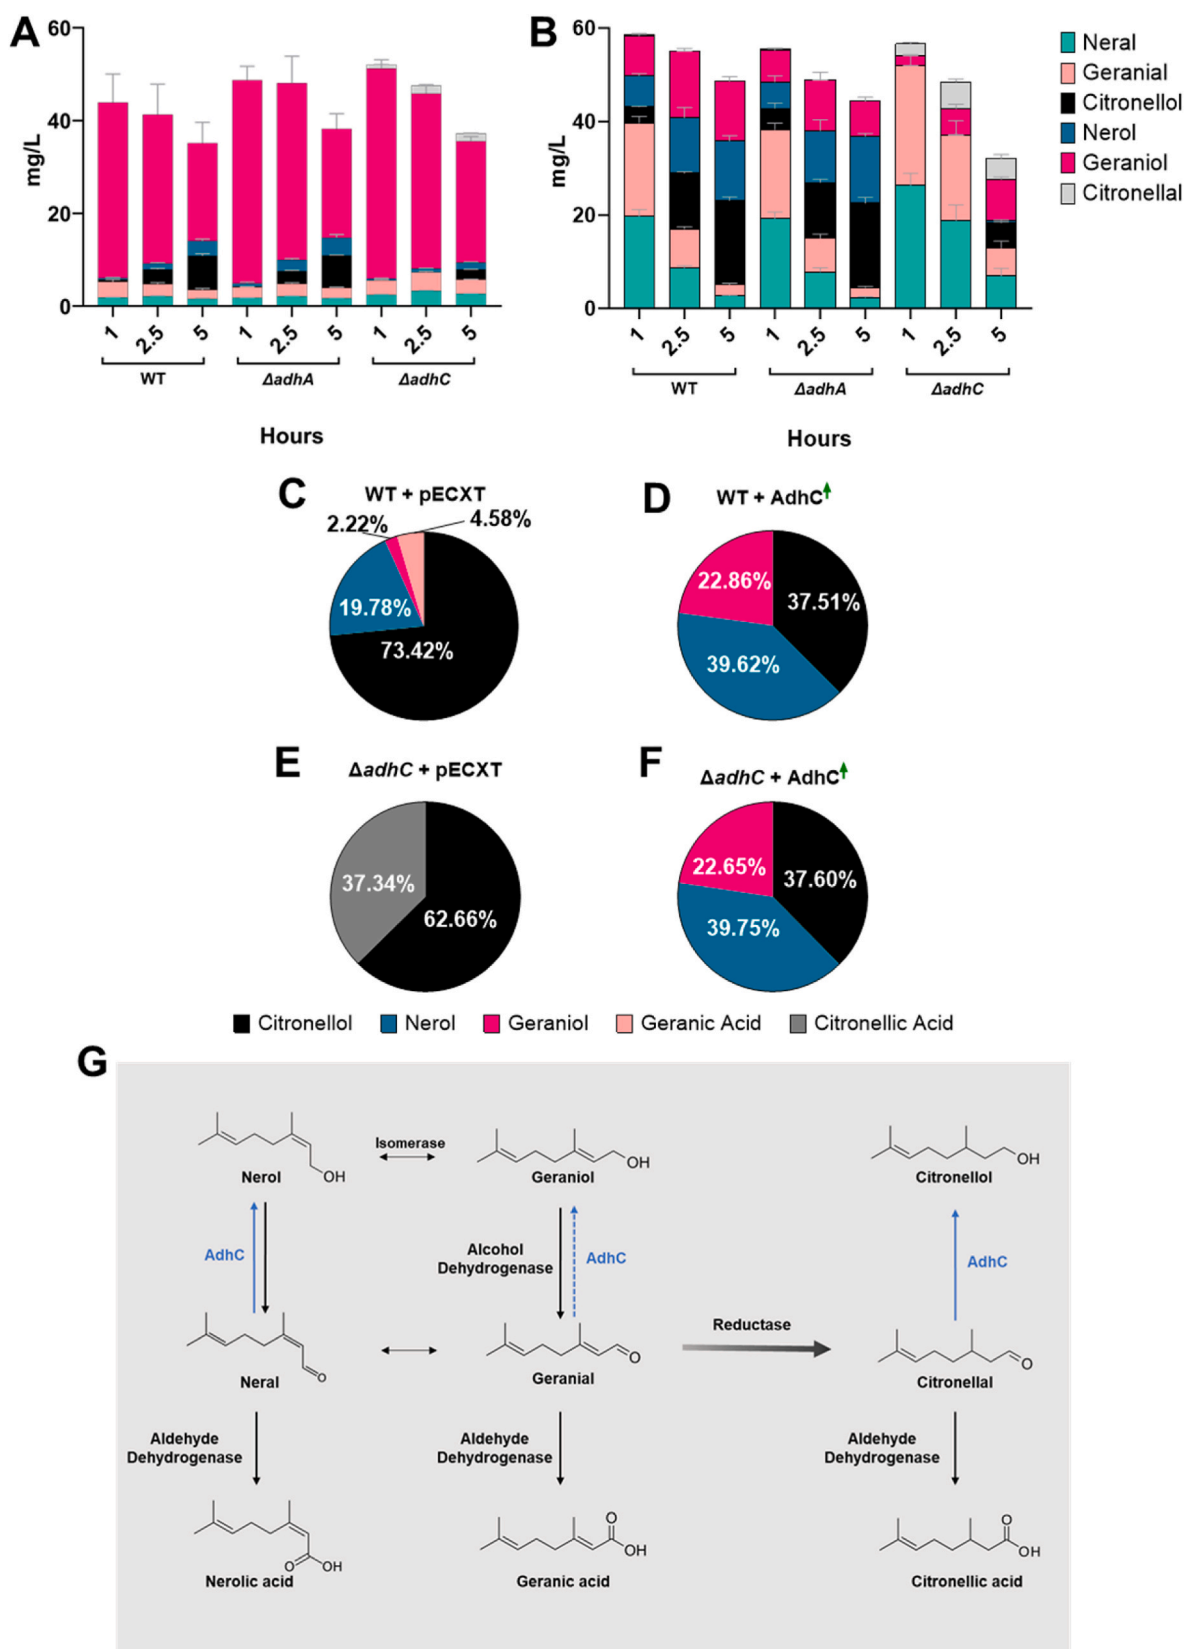 A
60
40
20
0
mg/L
1
2.5
5
1
2.5
5
1
2.5
5
WT
ΔadhA
ΔadhC
Hours
B
60
40
20
0
mg/L
1
2.5
5
1
2.5
5
1
2.5
5
WT
ΔadhA
ΔadhC
Hours
Neral
Geranial
Citronellol
Nerol
Geraniol
Citronellal
C
WT + pECXT
2.22%
4.58%
19.78%
73.42%
D
WT + AdhC
22.86%
37.51%
39.62%
E
ΔadhC + pECXT
37.34%
62.66%
F
ΔadhC + AdhC
22.65%
37.60%
39.75%
Citronellol
Nerol
Geraniol
Geranic Acid
Citronellic Acid
G
OH
Nerol
Isomerase
OH
Geraniol
OH
Citronellol
AdhC
Alcohol
Dehydrogenase
AdhC
AdhC
O
Neral
O
Geranial
Reductase
O
Citronellal
Aldehyde
Dehydrogenase
Aldehyde
Dehydrogenase
Aldehyde
Dehydrogenase
O
OH
Nerolic acid
O
OH
Geranic acid
O
OH
Citronellic acid